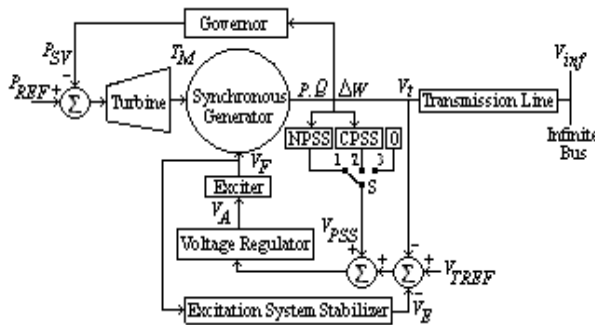 Governor
P_SV
-
T_M
P_REF
+
Σ
Turbine
Synchronous
Generator
P. Ω ΔW
V_t
Transmission Line
V_inf
Infinite
Bus
NPSS CPSS 0
1 2 3
S
V_F
Exciter
V_A
V_PSS
Voltage Regulator
+
Σ
+
-
Σ
+
V_TREF
-
V_E
Excitation System Stabilizer